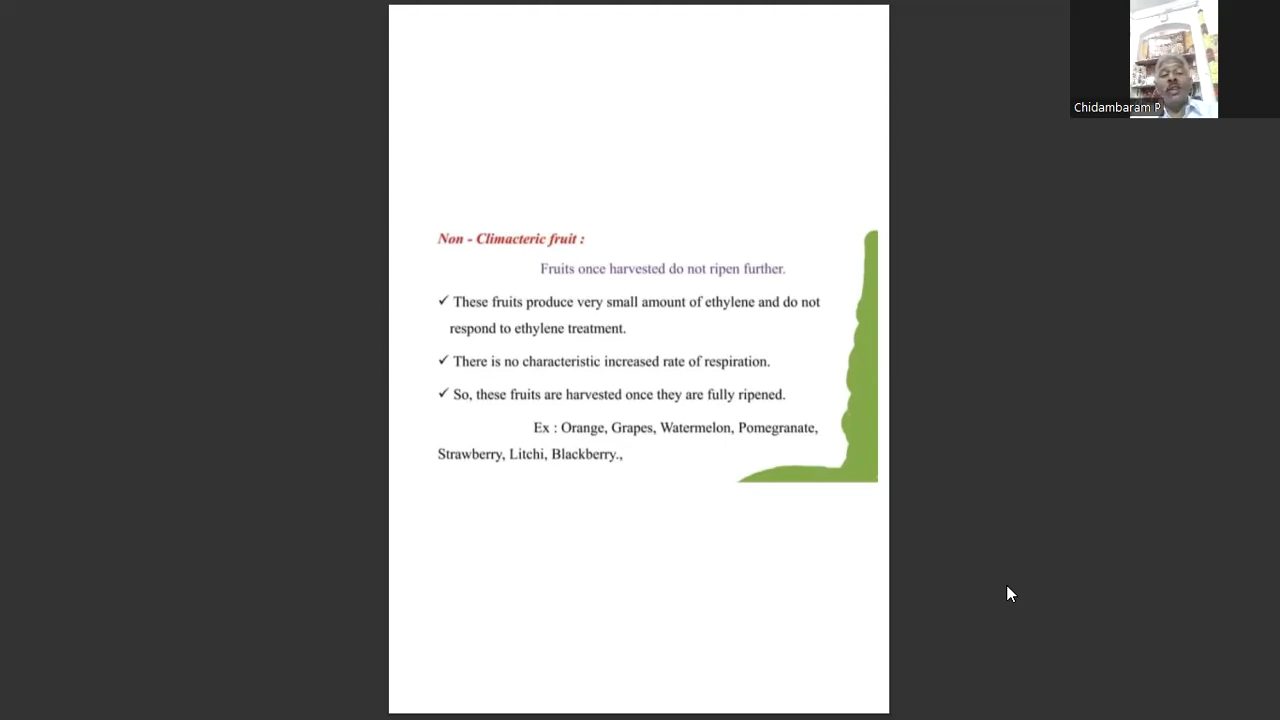 Chidambaram P
Non - Climacteric fruit :
Fruits once harvested do not ripen further.
✓ These fruits produce very small amount of ethylene and do not
respond to ethylene treatment.
✓ There is no characteristic increased rate of respiration.
✓ So, these fruits are harvested once they are fully ripened.
Ex : Orange, Grapes, Watermelon, Pomegranate,
Strawberry, Litchi, Blackberry.,